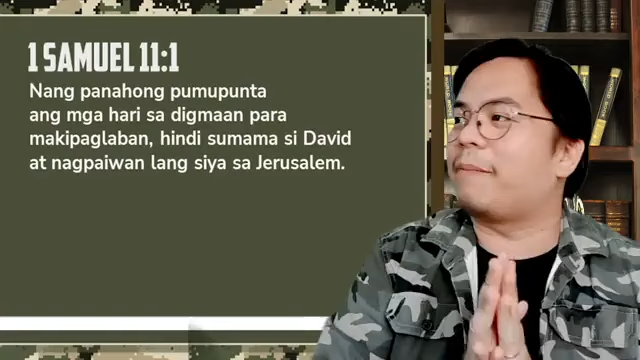 1 SAMUEL 11:1
Nang panahong pumupunta
ang mga hari sa digmaan para
makipaglaban, hindi sumama si David
at nagpaiwan lang siya sa Jerusalem.